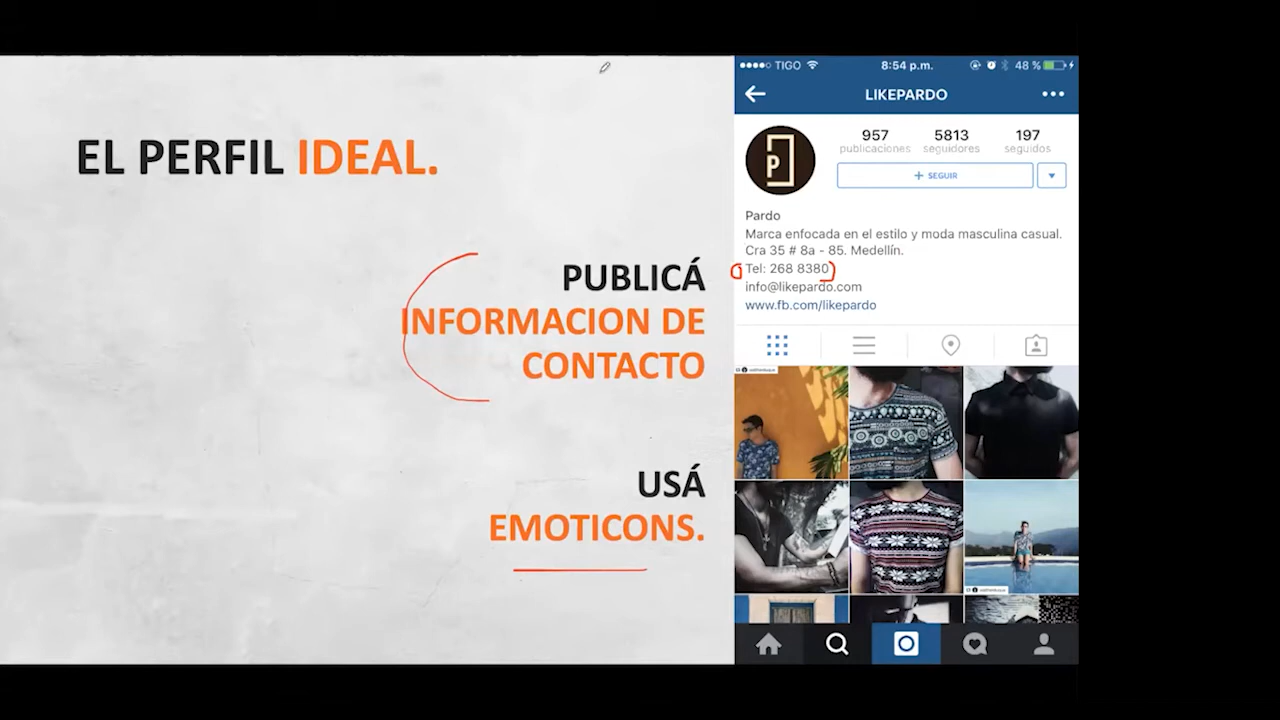 EL PERFIL IDEAL.
PUBLICÁ
INFORMACION DE
CONTACTO
USÁ
EMOTICONS.
TIGO
8:54 p.m.
48 %
LIKEPARDO
957
5813
197
publicaciones
seguidores
seguidos
P
+ SEGUIR
Pardo
Marca enfocada en el estilo y moda masculina casual.
Cra 35 # 8a - 85. Medellín.
Tel: 268 8380
info@likepardo.com
www.fb.com/likepardo